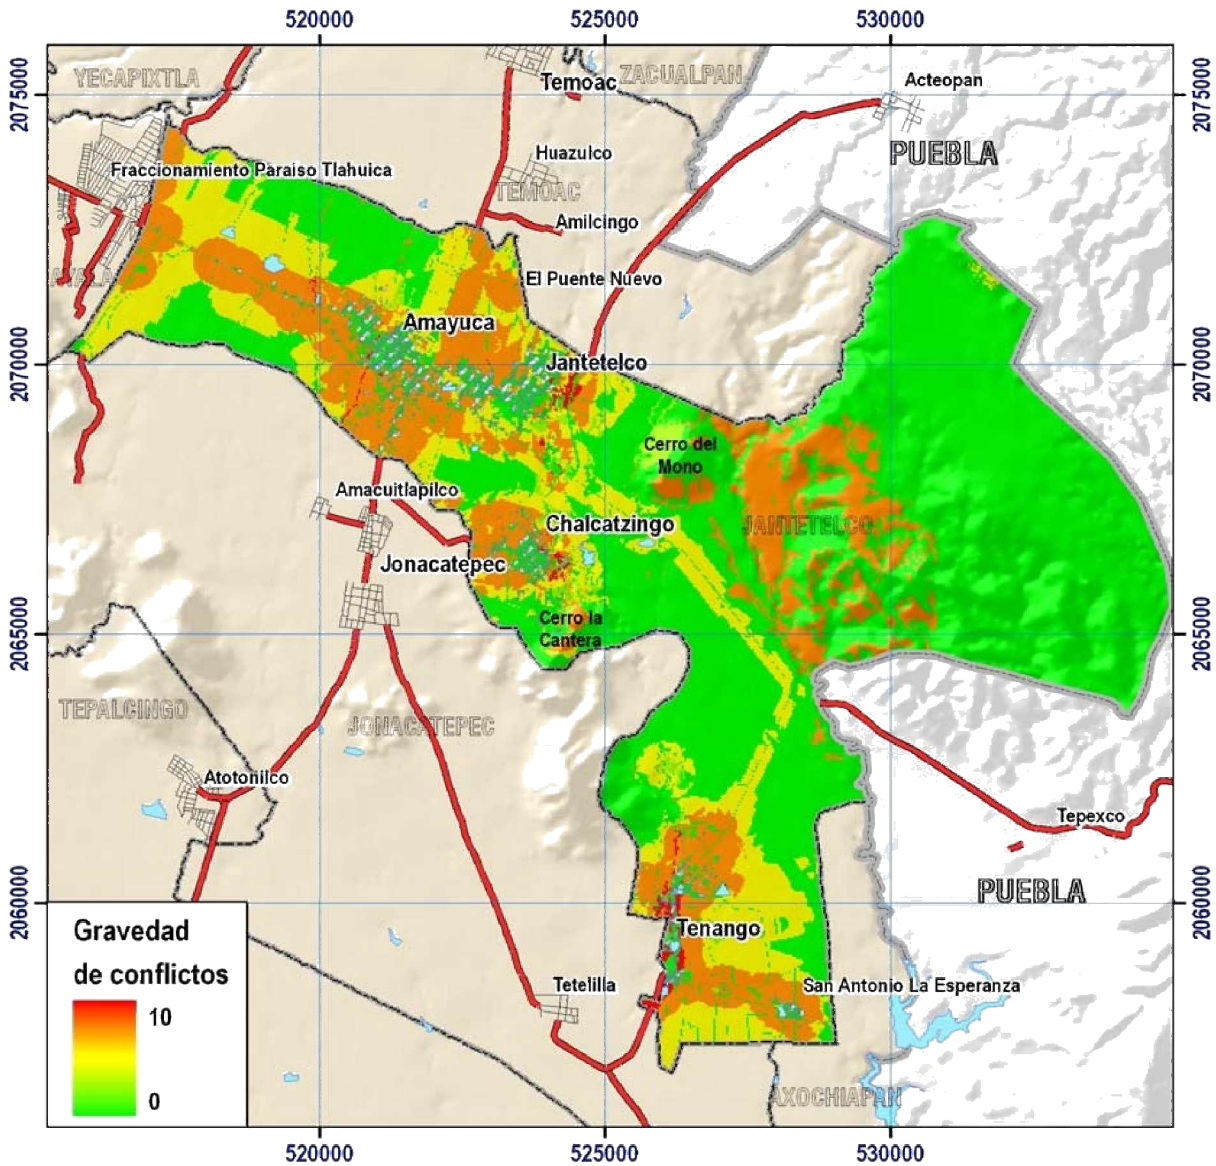 520000
525000
530000
2075000
2075000
YECAPIXTLA
Temoac
ZACUALPAN
Acteopan
PUEBLA
Huazulco
Fraccionamiento Paraiso Tlahuica
TEMOAC
Amilcingo
AYALA
El Puente Nuevo
Amayuca
2070000
2070000
Jantetelco
Cerro del
Mono
Amacuitlapilco
Chalcatzingo
JANTETELCO
Jonacatepec
Cerro la
Cantera
2065000
2065000
TEPALCINGO
JONACATEPEC
Atotonilco
Tepexco
PUEBLA
2060000
2060000
Gravedad
de conflictos
10
0
Tenango
Tetelilla
San Antonio La Esperanza
AXOCHIAPAN
520000
525000
530000